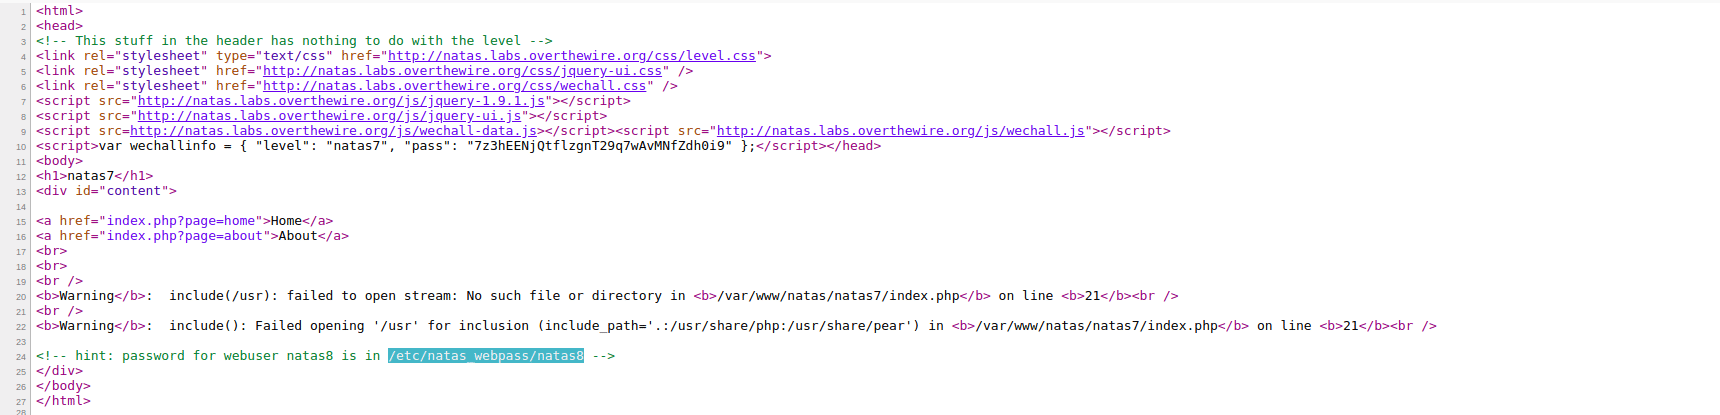 1 <html>
2 <head>
3 <!-- This stuff in the header has nothing to do with the level -->
4 <link rel="stylesheet" type="text/css" href="http://natas.labs.overthewire.org/css/level.css">
5 <link rel="stylesheet" href="http://natas.labs.overthewire.org/css/jquery-ui.css" />
6 <link rel="stylesheet" href="http://natas.labs.overthewire.org/css/wechall.css" />
7 <script src="http://natas.labs.overthewire.org/js/jquery-1.9.1.js"></script>
8 <script src="http://natas.labs.overthewire.org/js/jquery-ui.js"></script>
9 <script src=http://natas.labs.overthewire.org/js/wechall-data.js></script><script src="http://natas.labs.overthewire.org/js/wechall.js"></script>
10 <script>var wechallinfo = { "level": "natas7", "pass": "7z3hEENjQtflzgnT29q7wAvMNfZdh0i9" };</script></head>
11 <body>
12 <h1>natas7</h1>
13 <div id="content">
14
15 <a href="index.php?page=home">Home</a>
16 <a href="index.php?page=about">About</a>
17 <br>
18 <br>
19 <br />
20 <b>Warning</b>:  include(/usr): failed to open stream: No such file or directory in <b>/var/www/natas/natas7/index.php</b> on line <b>21</b><br />
21 <br />
22 <b>Warning</b>:  include(): Failed opening '/usr' for inclusion (include_path='.:/usr/share/php:/usr/share/pear') in <b>/var/www/natas/natas7/index.php</b> on line <b>21</b><br />
23
24 <!-- hint: password for webuser natas8 is in /etc/natas_webpass/natas8 -->
25 </div>
26 </body>
27 </html>
28